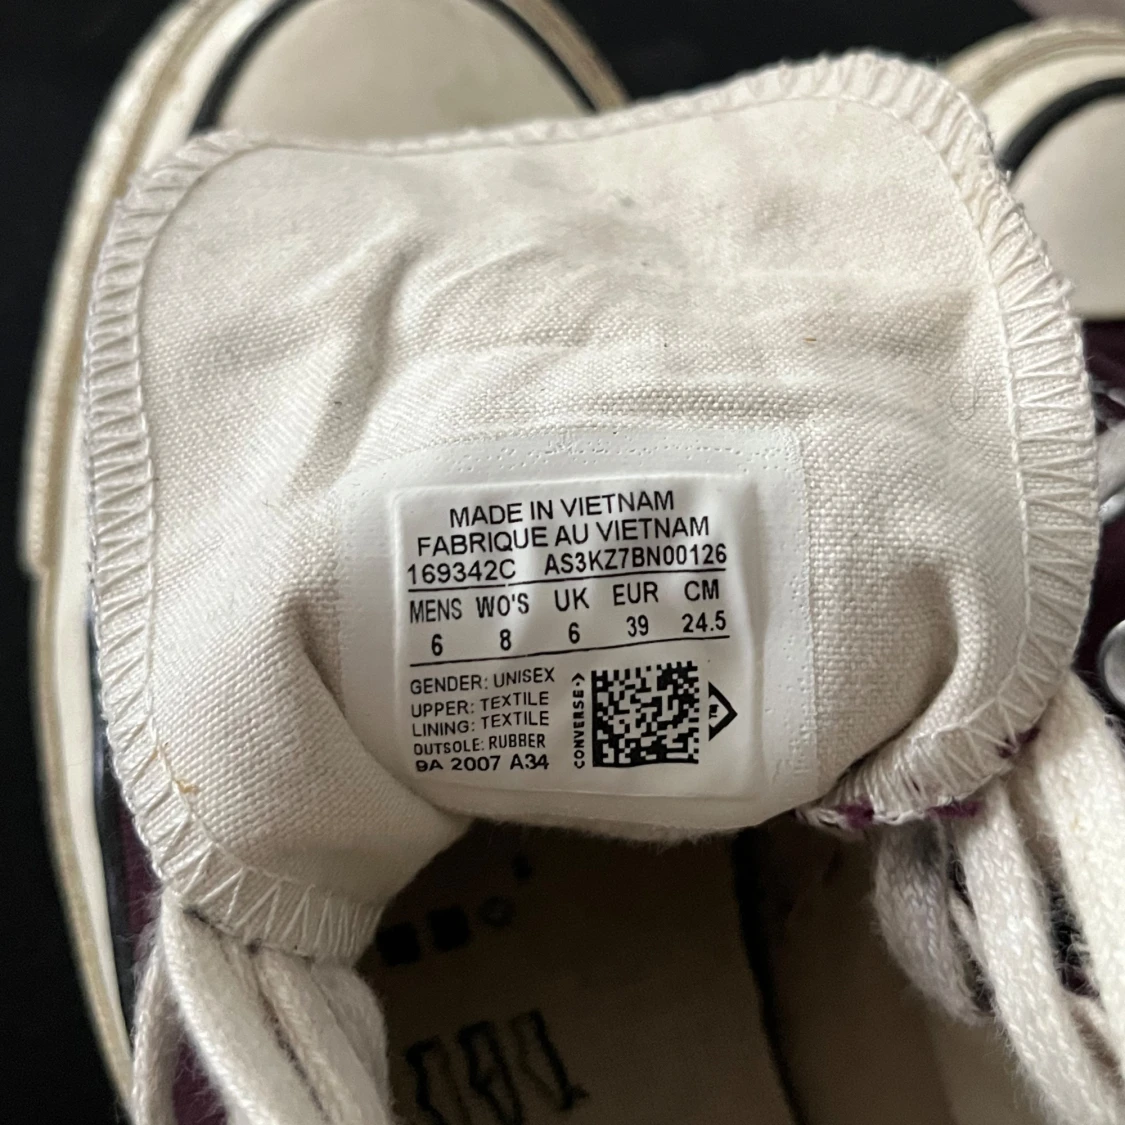 MADE IN VIETNAM
FABRIQUE AU VIETNAM
169342C AS3KZ7BN00126
MENS WO'S UK EUR CM
6 8 6 39 24.5
GENDER: UNISEX
UPPER: TEXTILE
LINING: TEXTILE
OUTSOLE: RUBBER
9A 2007 A34
CONVERSE